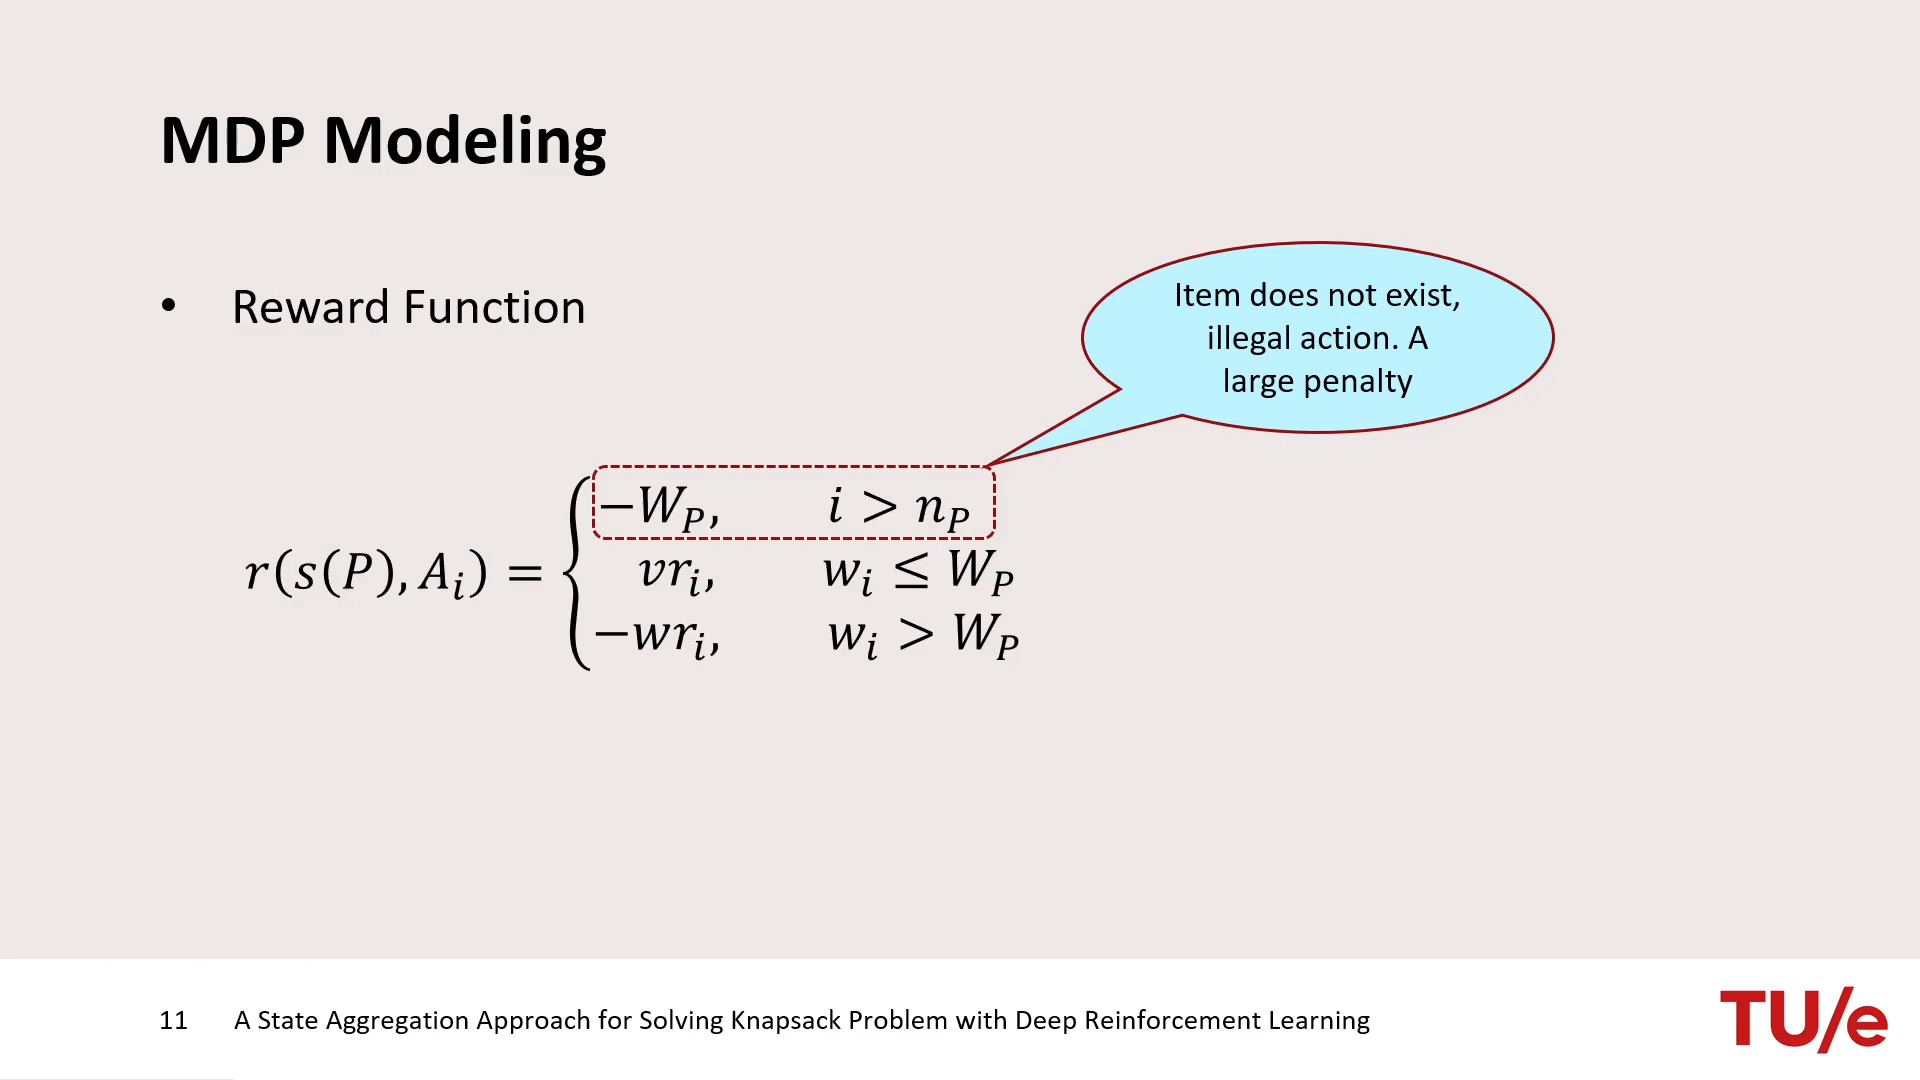 MDP Modeling
• Reward Function
Item does not exist,
illegal action. A
large penalty
−W_P, i > n_P
r(s(P), A_i) = { vr_i, w_i ≤ W_P
−wr_i, w_i > W_P
11 A State Aggregation Approach for Solving Knapsack Problem with Deep Reinforcement Learning
TU/e